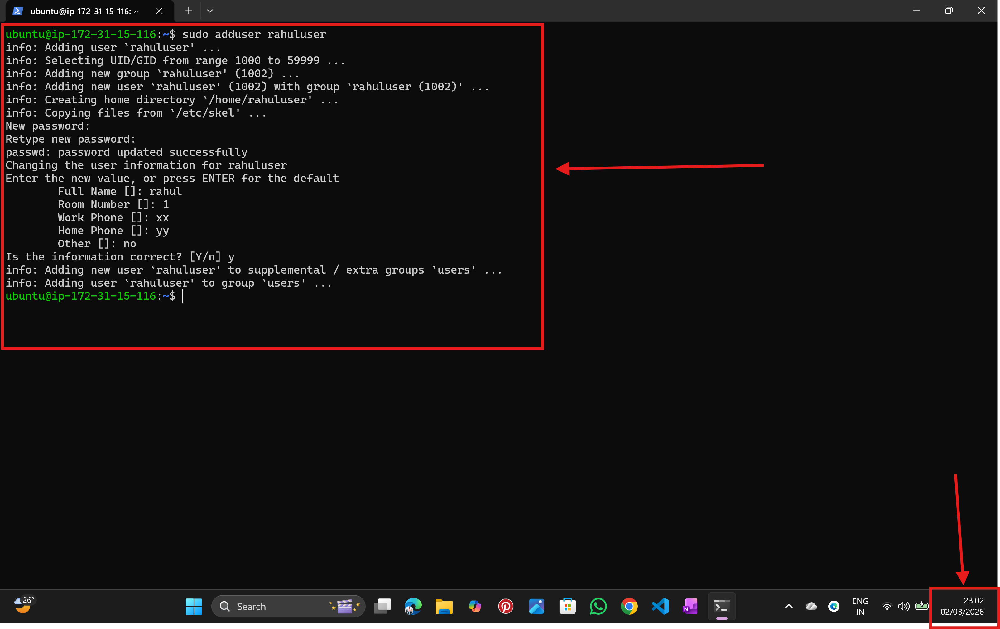 ubuntu@ip-172-31-15-116: ~
ubuntu@ip-172-31-15-116:~$ sudo adduser rahuluser
info: Adding user `rahuluser' ...
info: Selecting UID/GID from range 1000 to 59999 ...
info: Adding new group `rahuluser' (1002) ...
info: Adding new user `rahuluser' (1002) with group `rahuluser (1002)' ...
info: Creating home directory `/home/rahuluser' ...
info: Copying files from `/etc/skel' ...
New password:
Retype new password:
passwd: password updated successfully
Changing the user information for rahuluser
Enter the new value, or press ENTER for the default
Full Name []: rahul
Room Number []: 1
Work Phone []: xx
Home Phone []: yy
Other []: no
Is the information correct? [Y/n] y
info: Adding new user `rahuluser' to supplemental / extra groups `users' ...
info: Adding user `rahuluser' to group `users' ...
ubuntu@ip-172-31-15-116:~$
26°
Search
N
ENG
IN
23:02
02/03/2026